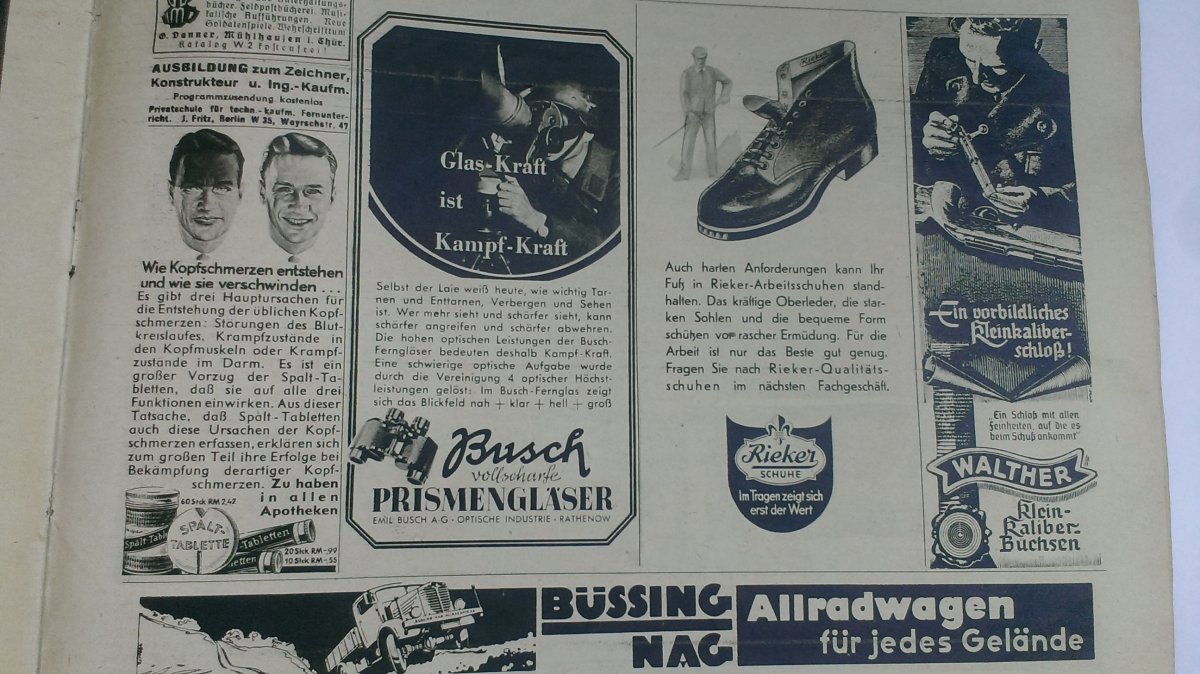 bücher. Feldpostbücherei. Musi-
kalische Aufführungen. Neue
Soldatenspiele. Wehrschrifttum
G. Danner, Mühlhausen i. Thür.
Katalog W 2 kostenfrei!
AUSBILDUNG zum Zeichner,
Konstrukteur u. Ing.-Kaufm.
Programmzusendung kostenlos
Privatschule für techn.-kaufm. Fernunter-
richt. J. Fritz, Berlin W 35, Wayrschstr. 47
Wie Kopfschmerzen entstehen
und wie sie verschwinden ...
Es gibt drei Hauptursachen für
die Entstehung der üblichen Kopf-
schmerzen: Störungen des Blut-
kreislaufes, Krampfzustände in
den Kopfmuskeln oder Krampf-
zustände im Darm. Es ist ein
großer Vorzug der Spalt-Ta-
bletten, daß sie auf alle drei
Funktionen einwirken. Aus dieser
Tatsache, daß Spalt-Tabletten
auch diese Ursachen der Kopf-
schmerzen erfassen, erklären sich
zum großen Teil ihre Erfolge bei
Bekämpfung derartiger Kopf-
schmerzen. Zu haben
in allen
Apotheken
60 Stck RM 2,42
SPALT-
TABLETTE
Spalt Tabl
letten
20 Stck RM -,99
10 Stck RM -,55
Glas-Kraft
ist
Kampf-Kraft
Selbst der Laie weiß heute, wie wichtig Tar-
nen und Enttarnen, Verbergen und Sehen
ist. Wer mehr sieht und schärfer sieht, kann
schärfer angreifen und schärfer abwehren.
Die hohen optischen Leistungen der Busch-
Ferngläser bedeuten deshalb Kampf-Kraft.
Eine schwierige optische Aufgabe wurde
durch die Vereinigung 4 optischer Höchst-
leistungen gelöst: Im Busch-Fernglas zeigt
sich das Blickfeld nah + klar + hell + groß
Busch
vollscharfe
PRISMENGLÄSER
EMIL BUSCH A-G · OPTISCHE INDUSTRIE · RATHENOW
Rieker
Auch harten Anforderungen kann Ihr
Fuß in Rieker-Arbeitsschuhen stand-
halten. Das kräftige Oberleder, die star-
ken Sohlen und die bequeme Form
schützen vor rascher Ermüdung. Für die
Arbeit ist nur das Beste gut genug.
Fragen Sie nach Rieker-Qualitäts-
schuhen im nächsten Fachgeschäft.
Rieker
SCHUHE
Im Tragen zeigt sich
erst der Wert
Ein vorbildliches
Kleinkaliber-
schloß!
„Ein Schloß mit allen
Feinheiten, auf die es
beim Schuß ankommt"
WALTHER
Klein-
Kaliber-
Büchsen
BÜSSING
NAG
Allradwagen
für jedes Gelände